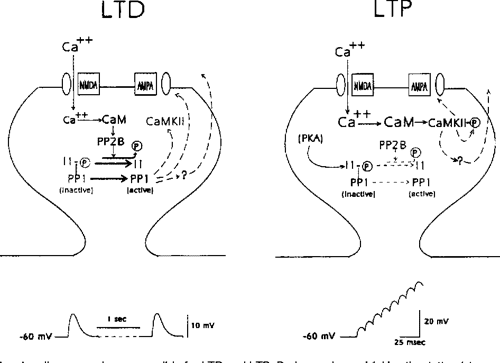 LTD
LTP
Ca++
NMDA
AMPA
Ca++ CaM CaMKII
PP2B
P
I1 P I1
PP1 PP1 ?
(inactive) (active)
1 sec
-60 mV
10 mV
Ca++
NMDA
AMPA
Ca++ CaM CaMKII P
(PKA)
PP2B
P
?
I1 P I1
PP1 PP1
(inactive) (active)
-60 mV
20 mV
25 msec